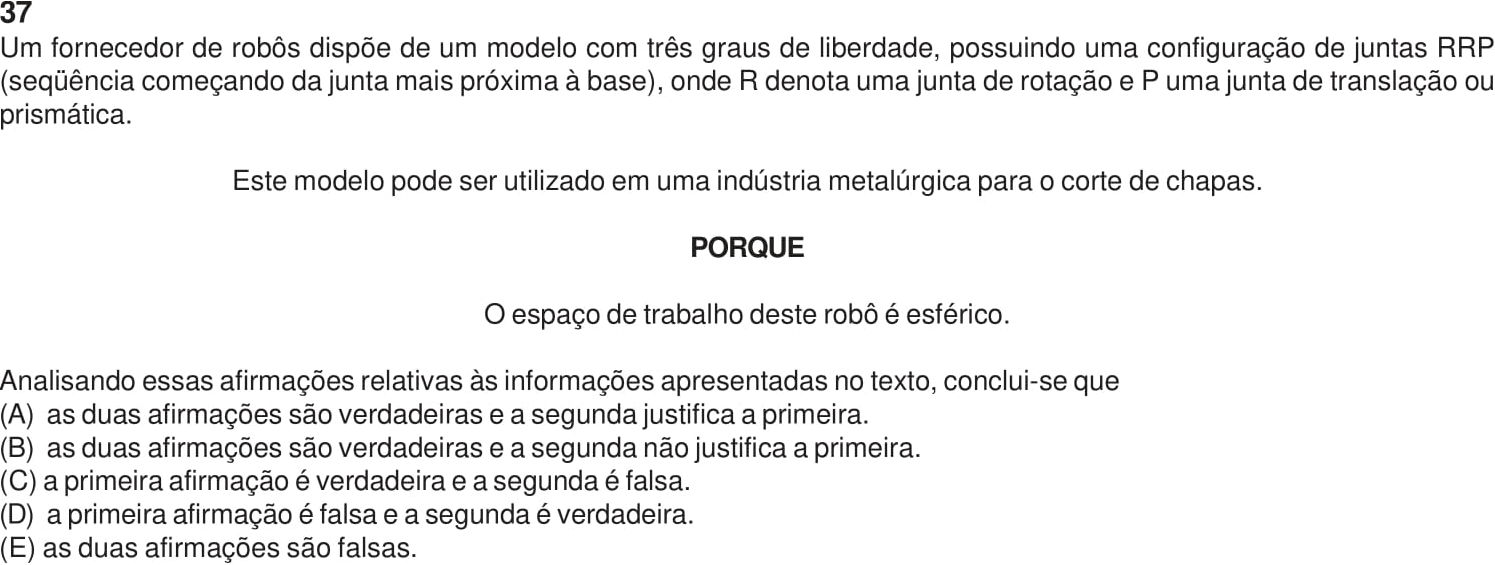 37
Um fornecedor de robôs dispõe de um modelo com três graus de liberdade, possuindo uma configuração de juntas RRP
(seqüência começando da junta mais próxima à base), onde R denota uma junta de rotação e P uma junta de translação ou
prismática.
Este modelo pode ser utilizado em uma indústria metalúrgica para o corte de chapas.
PORQUE
O espaço de trabalho deste robô é esférico.
Analisando essas afirmações relativas às informações apresentadas no texto, conclui-se que
(A) as duas afirmações são verdadeiras e a segunda justifica a primeira.
(B) as duas afirmações são verdadeiras e a segunda não justifica a primeira.
(C) a primeira afirmação é verdadeira e a segunda é falsa.
(D) a primeira afirmação é falsa e a segunda é verdadeira.
(E) as duas afirmações são falsas.